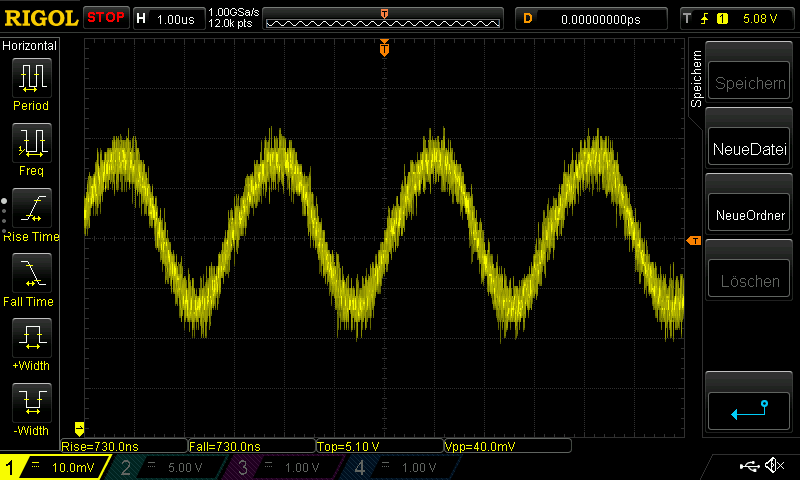 RIGOL STOP H 1.00us 1.00GSa/s 12.0k pts T D 0.00000000ps T 1 5.08 V
Horizontal
Period
Freq
Rise Time
Fall Time
+Width
-Width
T
T
Speichern
Speichern
NeueDatei
NeueOrdner
Löschen
Rise=730.0ns Fall=730.0ns Top=5.10 V Vpp=40.0mV
1 10.0mV 2 5.00 V 3 1.00 V 4 1.00 V